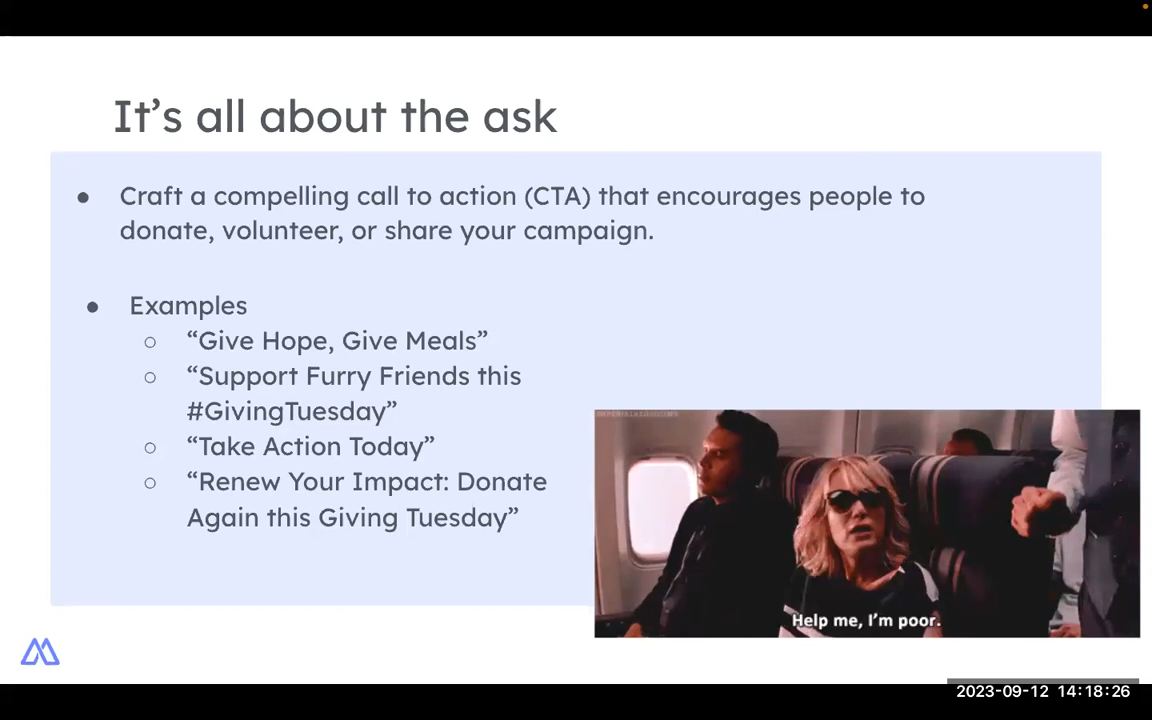 It’s all about the ask
● Craft a compelling call to action (CTA) that encourages people to
donate, volunteer, or share your campaign.
● Examples
○ “Give Hope, Give Meals”
○ “Support Furry Friends this
#GivingTuesday”
○ “Take Action Today”
○ “Renew Your Impact: Donate
Again this Giving Tuesday”
Help me, I’m poor.
2023-09-12 14:18:26